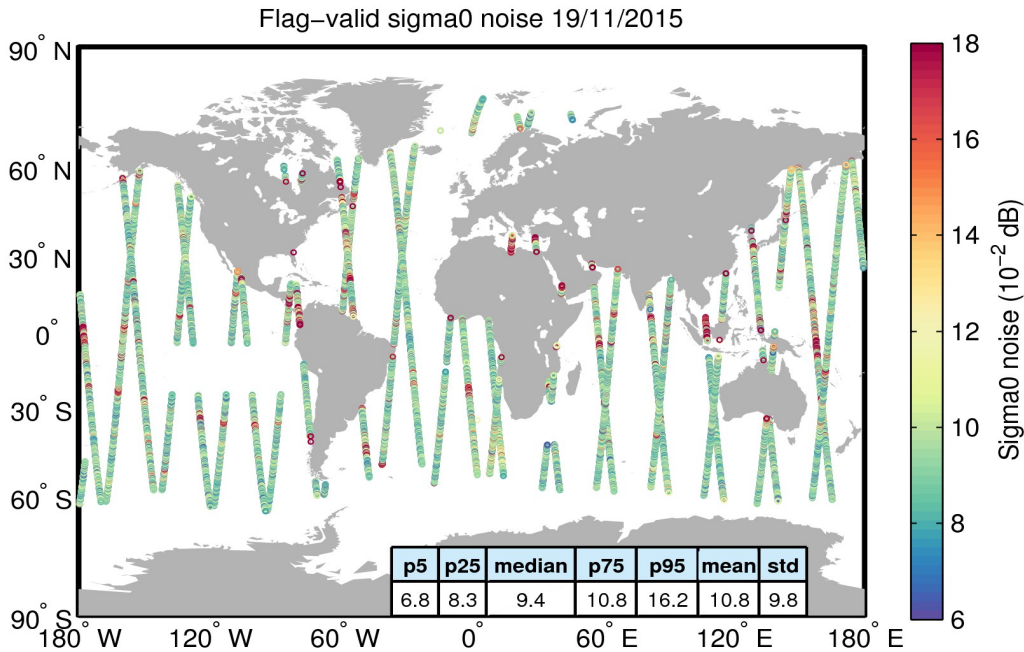 Flag−valid sigma0 noise 19/11/2015
90° N
60° N
30° N
0°
30° S
60° S
90° S
180° W 120° W 60° W 0° 60° E 120° E 180° E
p5 p25 median p75 p95 mean std
6.8 8.3 9.4 10.8 16.2 10.8 9.8
18
16
14
12
10
8
6
Sigma0 noise (10⁻² dB)